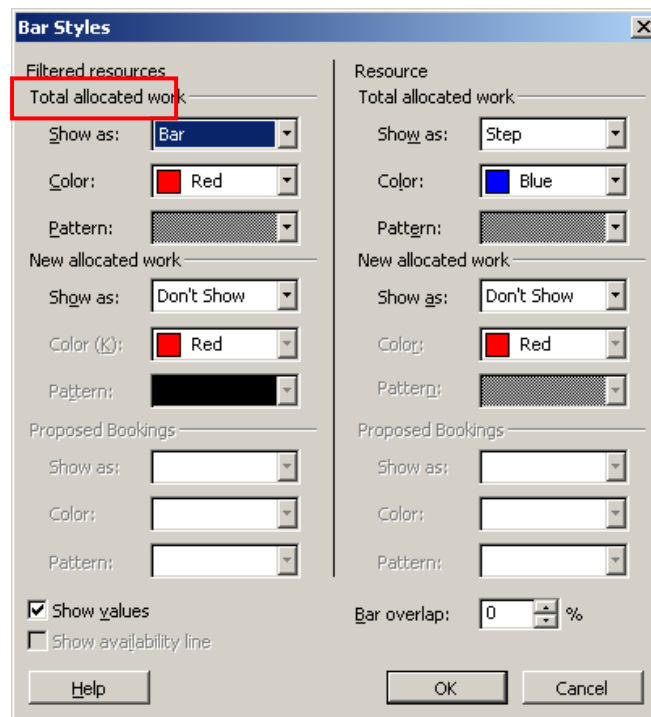 Bar Styles
Filtered resources
Total allocated work
Show as: Bar
Color: Red
Pattern:
New allocated work
Show as: Don't Show
Color (K): Red
Pattern:
Proposed Bookings
Show as:
Color:
Pattern:
Show values
Show availability line
Resource
Total allocated work
Show as: Step
Color: Blue
Pattern:
New allocated work
Show as: Don't Show
Color: Red
Pattern:
Proposed Bookings
Show as:
Color:
Pattern:
Bar overlap: 0 %
Help
OK
Cancel